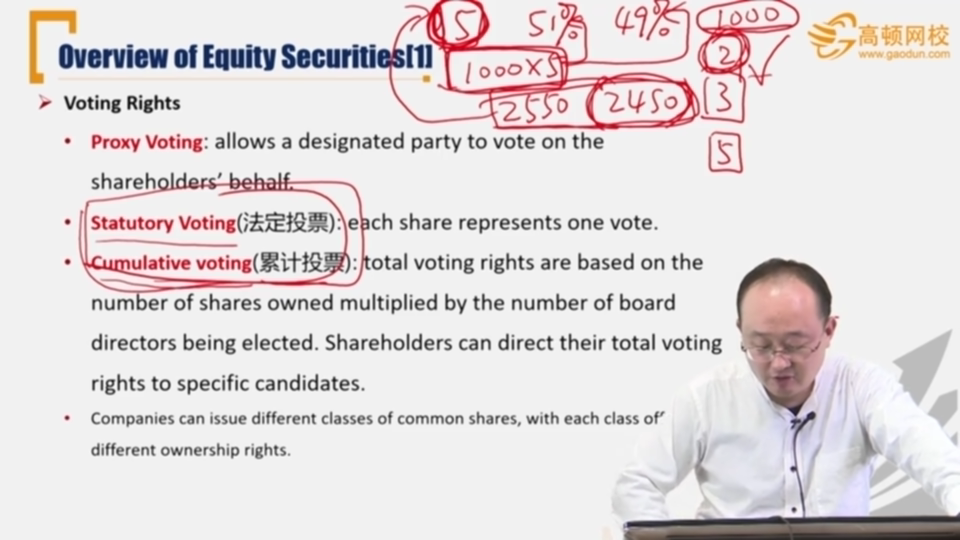 5 51% 49% 1000
高顿网校
www.gaodun.com
Overview of Equity Securities[1]
2
1000×5
2550 2450 3
Voting Rights
5
Proxy Voting: allows a designated party to vote on the
shareholders' behalf.
Statutory Voting(法定投票): each share represents one vote.
Cumulative voting(累计投票): total voting rights are based on the
number of shares owned multiplied by the number of board
directors being elected. Shareholders can direct their total voting
rights to specific candidates.
Companies can issue different classes of common shares, with each class of
different ownership rights.